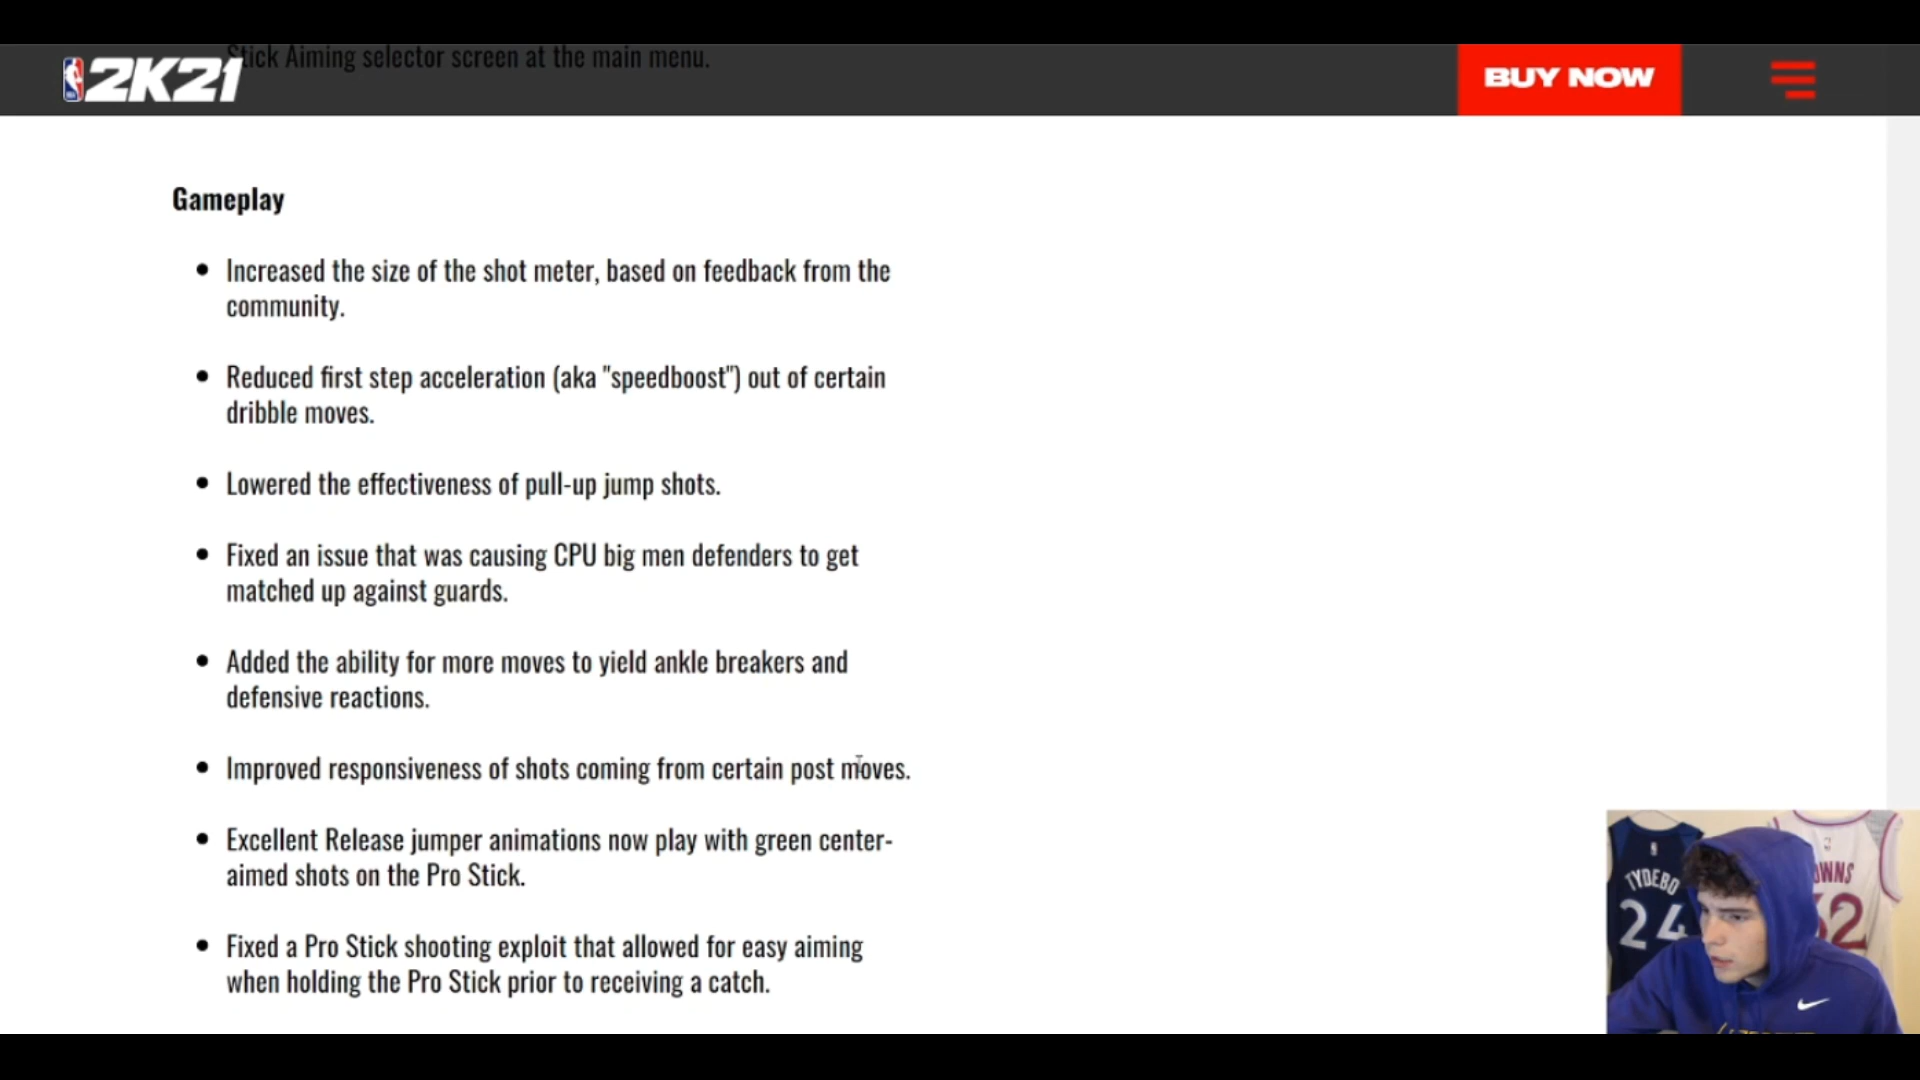 Stick Aiming selector screen at the main menu.
2K21
BUY NOW
Gameplay
• Increased the size of the shot meter, based on feedback from the
community.
• Reduced first step acceleration (aka "speedboost") out of certain
dribble moves.
• Lowered the effectiveness of pull-up jump shots.
• Fixed an issue that was causing CPU big men defenders to get
matched up against guards.
• Added the ability for more moves to yield ankle breakers and
defensive reactions.
• Improved responsiveness of shots coming from certain post moves.
• Excellent Release jumper animations now play with green center-
aimed shots on the Pro Stick.
• Fixed a Pro Stick shooting exploit that allowed for easy aiming
when holding the Pro Stick prior to receiving a catch.
TYDEBO
24